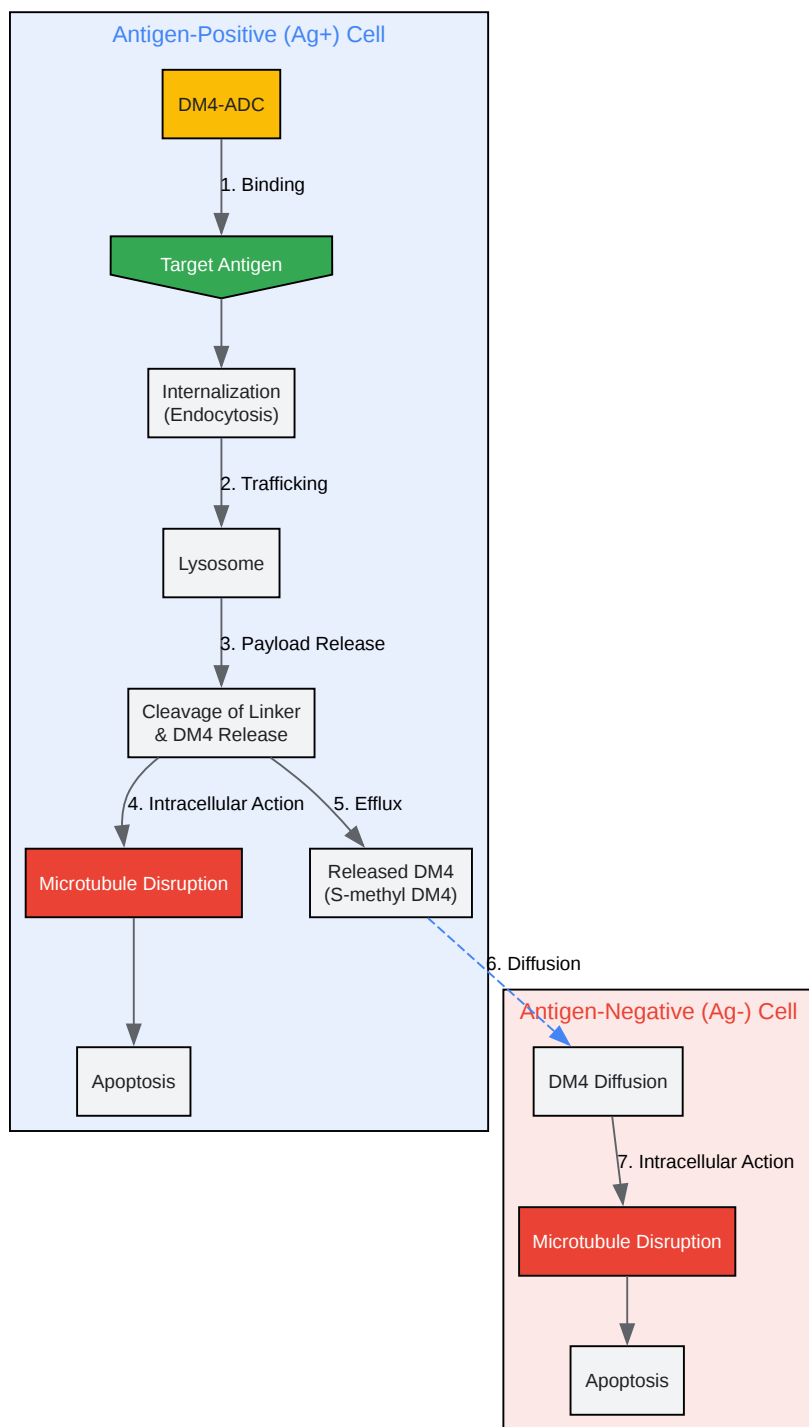 Antigen-Positive (Ag+) Cell
DM4-ADC
1. Binding
Target Antigen
Internalization
(Endocytosis)
2. Trafficking
Lysosome
3. Payload Release
Cleavage of Linker
& DM4 Release
4. Intracellular Action
5. Efflux
Microtubule Disruption
Released DM4
(S-methyl DM4)
6. Diffusion
Antigen-Negative (Ag-) Cell
Apoptosis
DM4 Diffusion
7. Intracellular Action
Microtubule Disruption
Apoptosis